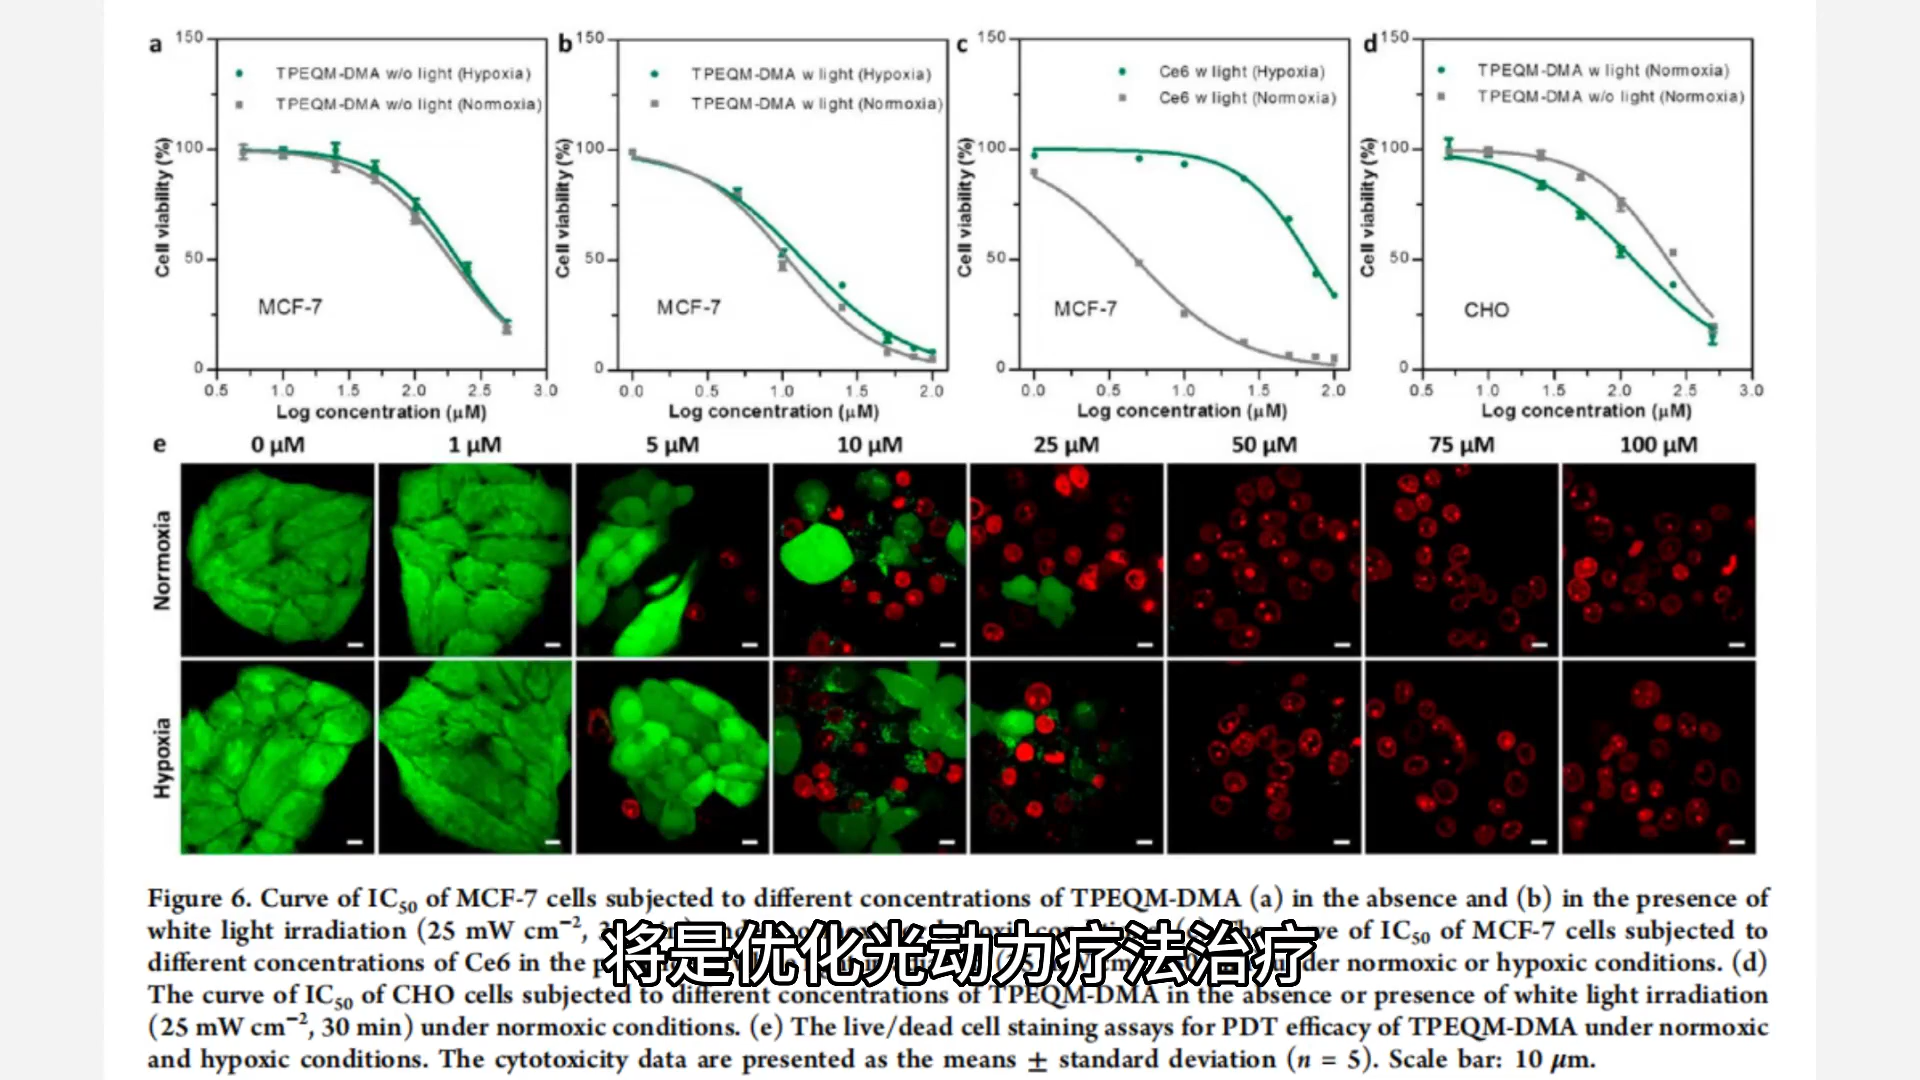 a
150
100
50
0
Cell viability (%)
TPEQM-DMA w/o light (Hypoxia)
TPEQM-DMA w/o light (Normoxia)
MCF-7
0.5 1.0 1.5 2.0 2.5 3.0
Log concentration (μM)
b
150
100
50
0
Cell viability (%)
TPEQM-DMA w light (Hypoxia)
TPEQM-DMA w light (Normoxia)
MCF-7
0.0 0.5 1.0 1.5 2.0
Log concentration (μM)
c
150
100
50
0
Cell viability (%)
Ce6 w light (Hypoxia)
Ce6 w light (Normoxia)
MCF-7
0.0 0.5 1.0 1.5 2.0
Log concentration (μM)
d
150
100
50
0
Cell viability (%)
TPEQM-DMA w light (Normoxia)
TPEQM-DMA w/o light (Normoxia)
CHO
0.5 1.0 1.5 2.0 2.5 3.0
Log concentration (μM)
e 0 μM 1 μM 5 μM 10 μM 25 μM 50 μM 75 μM 100 μM
Normoxia
Hypoxia
Figure 6. Curve of IC50 of MCF-7 cells subjected to different concentrations of TPEQM-DMA (a) in the absence and (b) in the presence of
white light irradiation (25 mW cm−2, ve of IC50 of MCF-7 cells subjected to
different concentrations of Ce6 in the under normoxic or hypoxic conditions. (d)
将是优化光动力疗法治疗
The curve of IC50 of CHO cells subjected to different concentrations of TPEQM-DMA in the absence or presence of white light irradiation
(25 mW cm−2, 30 min) under normoxic conditions. (e) The live/dead cell staining assays for PDT efficacy of TPEQM-DMA under normoxic
and hypoxic conditions. The cytotoxicity data are presented as the means ± standard deviation (n = 5). Scale bar: 10 μm.